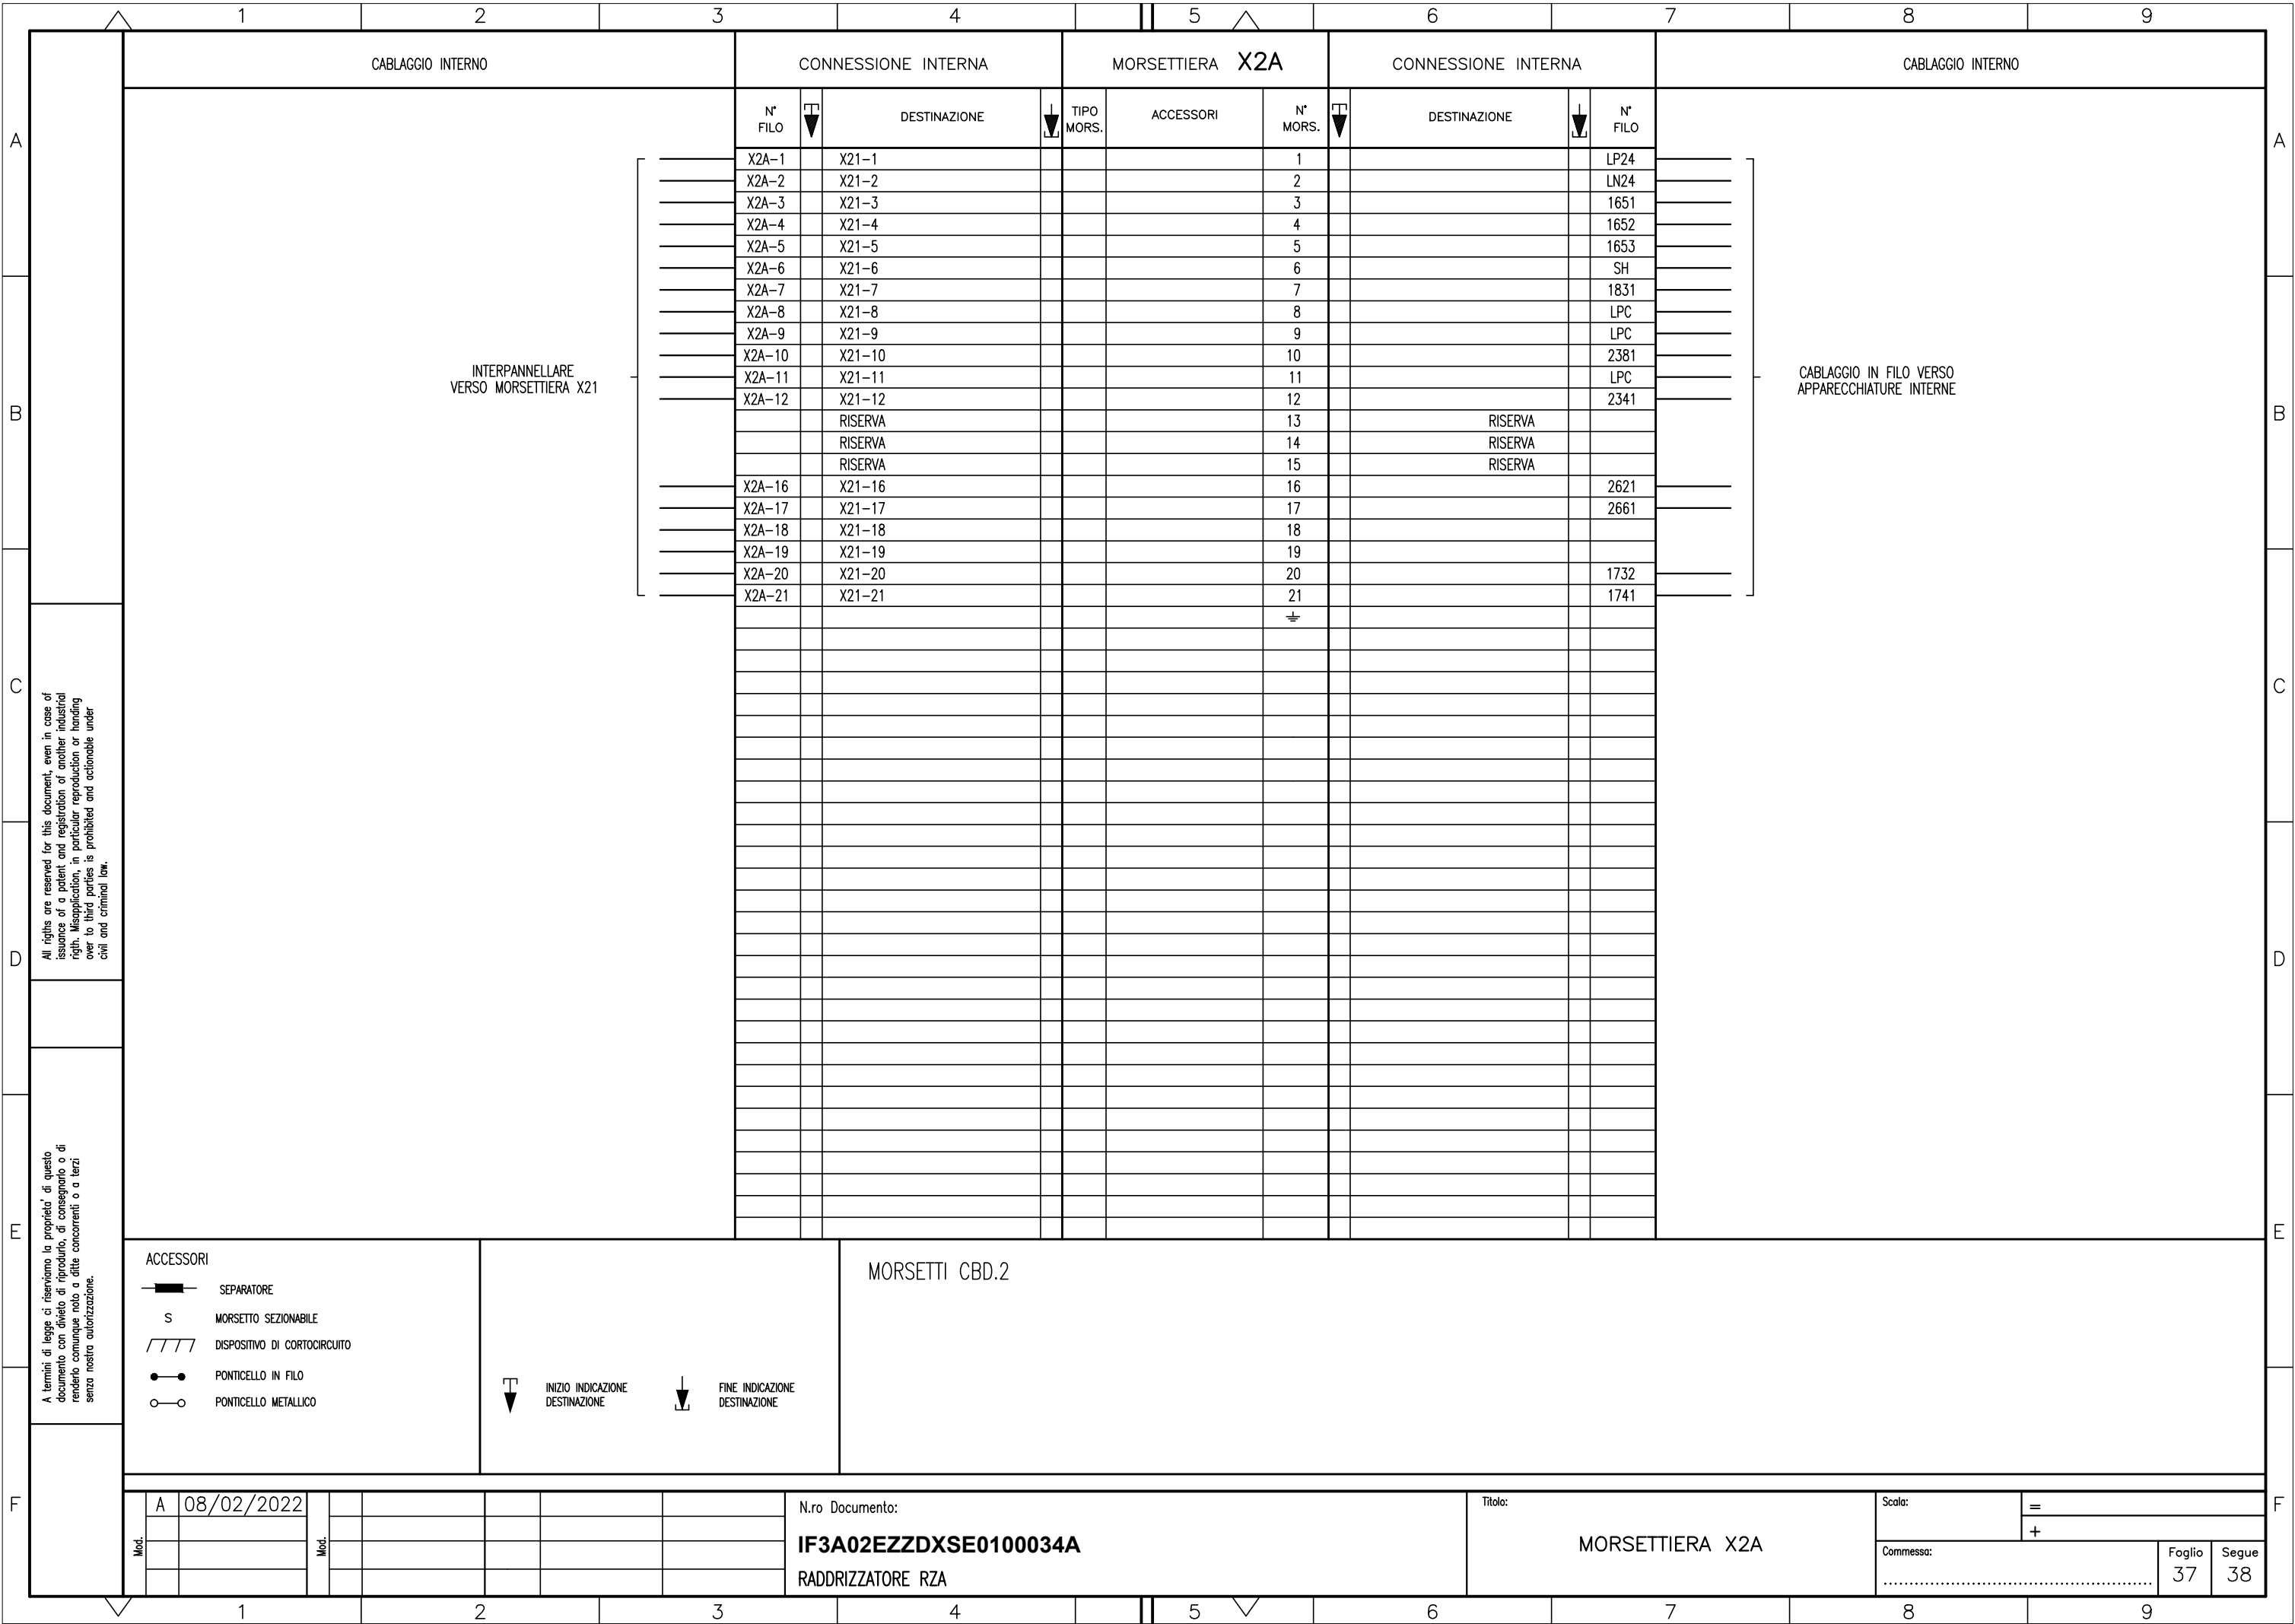 1 2 3 4 5 6 7 8 9
CABLAGGIO INTERNO CONNESSIONE INTERNA MORSETTIERA X2A CONNESSIONE INTERNA CABLAGGIO INTERNO
N° FILO DESTINAZIONE TIPO MORS. ACCESSORI N° MORS. DESTINAZIONE N° FILO
A A
X2A-1 X21-1 1 LP24
X2A-2 X21-2 2 LN24
X2A-3 X21-3 3 1651
X2A-4 X21-4 4 1652
X2A-5 X21-5 5 1653
X2A-6 X21-6 6 SH
X2A-7 X21-7 7 1831
X2A-8 X21-8 8 LPC
X2A-9 X21-9 9 LPC
X2A-10 X21-10 10 2381
X2A-11 X21-11 11 LPC
X2A-12 X21-12 12 2341
RISERVA 13 RISERVA
RISERVA 14 RISERVA
RISERVA 15 RISERVA
X2A-16 X21-16 16 2621
X2A-17 X21-17 17 2661
X2A-18 X21-18 18
X2A-19 X21-19 19
X2A-20 X21-20 20 1732
X2A-21 X21-21 21 1741
INTERPANNELLARE
VERSO MORSETTIERA X21
CABLAGGIO IN FILO VERSO
APPARECCHIATURE INTERNE
B B
C C
D D
E E
F F
All rigths are reserved for this document, even in case of
issuance of a patent and registration of another industrial
rigth. Misapplication, in particular reproduction or handing
over to third parties is prohibited and actionable under
civil and criminal law.
A termini di legge ci riserviamo la proprieta' di questo
documento con divieto di riprodurlo, di consegnarlo o di
renderlo comunque noto a ditte concorrenti o a terzi
senza nostra autorizzazione.
ACCESSORI
SEPARATORE
S MORSETTO SEZIONABILE
DISPOSITIVO DI CORTOCIRCUITO
PONTICELLO IN FILO
PONTICELLO METALLICO
INIZIO INDICAZIONE
DESTINAZIONE
FINE INDICAZIONE
DESTINAZIONE
MORSETTI CBD.2
Mod. A 08/02/2022 Mod.
N.ro Documento:
IF3A02EZZDXSE0100034A
RADDRIZZATORE RZA
Titolo:
MORSETTIERA X2A
Scala: =
+
Commessa: ....................................................
Foglio 37
Segue 38
1 2 3 4 5 6 7 8 9